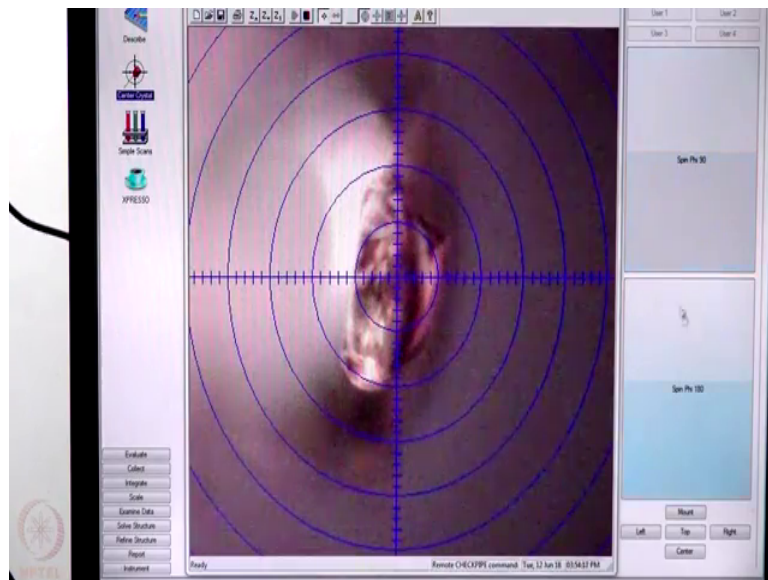 Describe
Center Crystal
Simple Scans
XPRESSO
Evaluate
Collect
Integrate
Scale
Examine Data
Solve Structure
Refine Structure
Report
Instrument
A ?
User 1 User 2
User 3 User 4
Spin Phi 90
Spin Phi 180
Mount
Left Top Right
Center
Ready Remote CHECKPIPE command: Tue, 12 Jun 18 03:54:07 PM
NPTEL